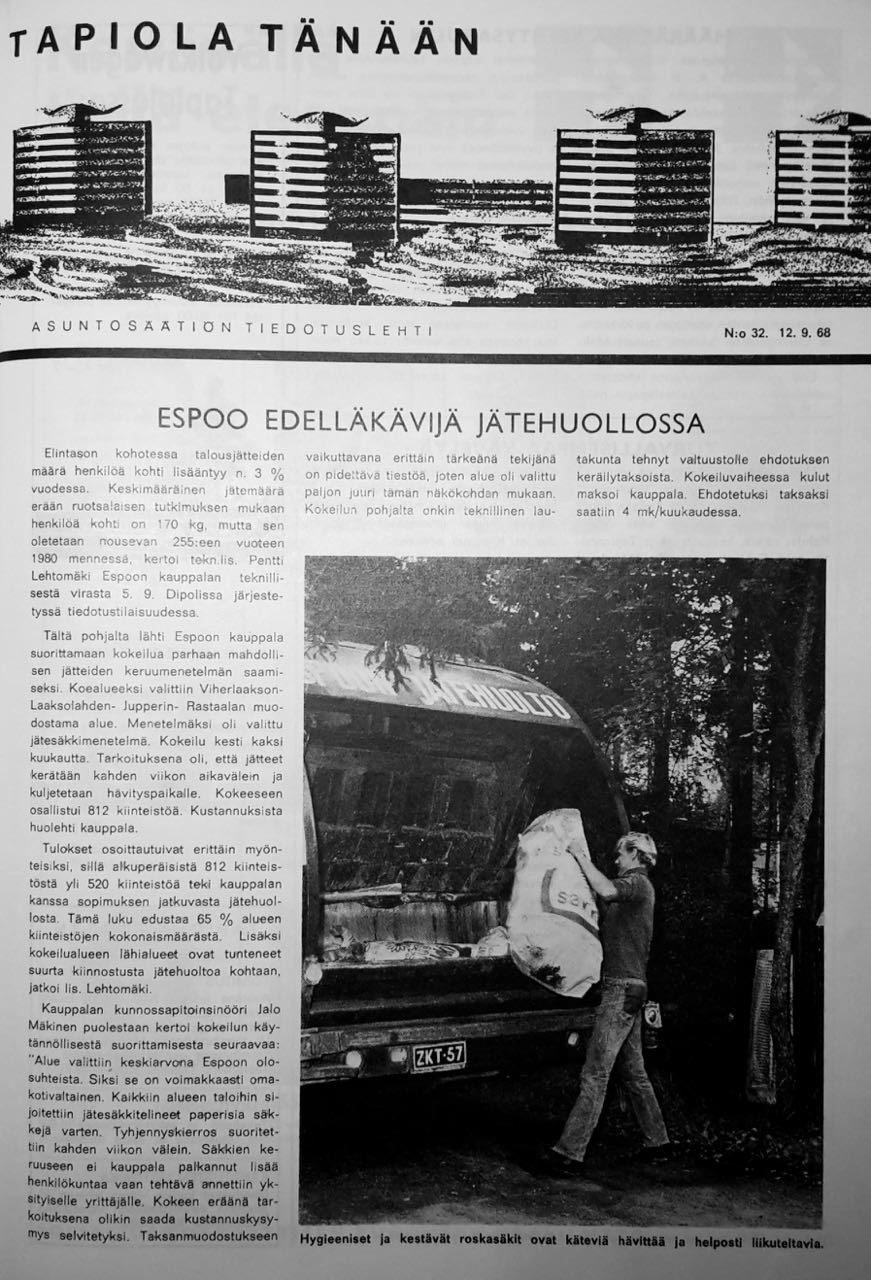 TAPIOLA TÄNÄÄN
ASUNTOSÄÄTIÖN TIEDOTUSLEHTI
N:o 32. 12. 9. 68
ESPOO EDELLÄKÄVIJÄ JÄTEHUOLLOSSA
Elintason kohotessa talousjätteiden
määrä henkilöä kohti lisääntyy n. 3 %
vuodessa. Keskimääräinen jätemäärä
erään ruotsalaisen tutkimuksen mukaan
henkilöä kohti on 170 kg, mutta sen
oletetaan nousevan 255:een vuoteen
1980 mennessä, kertoi tekn.lis. Pentti
Lehtomäki Espoon kauppalan teknilli-
sestä virasta 5. 9. Dipolissa järjeste-
tyssä tiedotustilaisuudessa.
Tältä pohjalta lähti Espoon kauppala
suorittamaan kokeilua parhaan mahdolli-
sen jätteiden keruumenetelmän saami-
seksi. Koealueeksi valittiin Viherlaakson-
Laaksolahden- Jupperin- Rastaalan muo-
dostama alue. Menetelmäksi oli valittu
jätesäkkimenetelmä. Kokeilu kesti kaksi
kuukautta. Tarkoituksena oli, että jätteet
kerätään kahden viikon aikavälein ja
kuljetetaan hävityspaikalle. Kokeeseen
osallistui 812 kiinteistöä. Kustannuksista
huolehti kauppala.
Tulokset osoittautuivat erittäin myön-
teisiksi, sillä alkuperäisistä 812 kiinteis-
töstä yli 520 kiinteistöä teki kauppalan
kanssa sopimuksen jatkuvasta jätehuol-
losta. Tämä luku edustaa 65 % alueen
kiinteistöjen kokonaismäärästä. Lisäksi
kokeilualueen lähialueet ovat tunteneet
suurta kiinnostusta jätehuoltoa kohtaan,
jatkoi lis. Lehtomäki.
Kauppalan kunnossapitoinsinööri Jalo
Mäkinen puolestaan kertoi kokeilun käy-
tännöllisestä suorittamisesta seuraavaa:
"Alue valittiin keskiarvona Espoon olo-
suhteista. Siksi se on voimakkaasti oma-
kotivaltainen. Kaikkiin alueen taloihin si-
joitettiin jätesäkkitelineet paperisia säk-
kejä varten. Tyhjennyskierros suoritet-
tiin kahden viikon välein. Säkkien ke-
ruuseen ei kauppala palkannut lisää
henkilökuntaa vaan tehtävä annettiin yk-
sityiselle yrittäjälle. Kokeen eräänä tar-
koituksena olikin saada kustannuskysy-
mys selvitetyksi. Taksanmuodostukseen
vaikuttavana erittäin tärkeänä tekijänä
on pidettävä tiestöä, joten alue oli valittu
paljon juuri tämän näkökohdan mukaan.
Kokeilun pohjalta onkin teknillinen lau-
takunta tehnyt valtuustolle ehdotuksen
keräilytaksoista. Kokeiluvaiheessa kulut
maksoi kauppala. Ehdotetuksi taksaksi
saatiin 4 mk/kuukaudessa.
JÄTEHUOLTO
ZKT-57
Hygieeniset ja kestävät roskasäkit ovat käteviä hävittää ja helposti liikuteltavia.